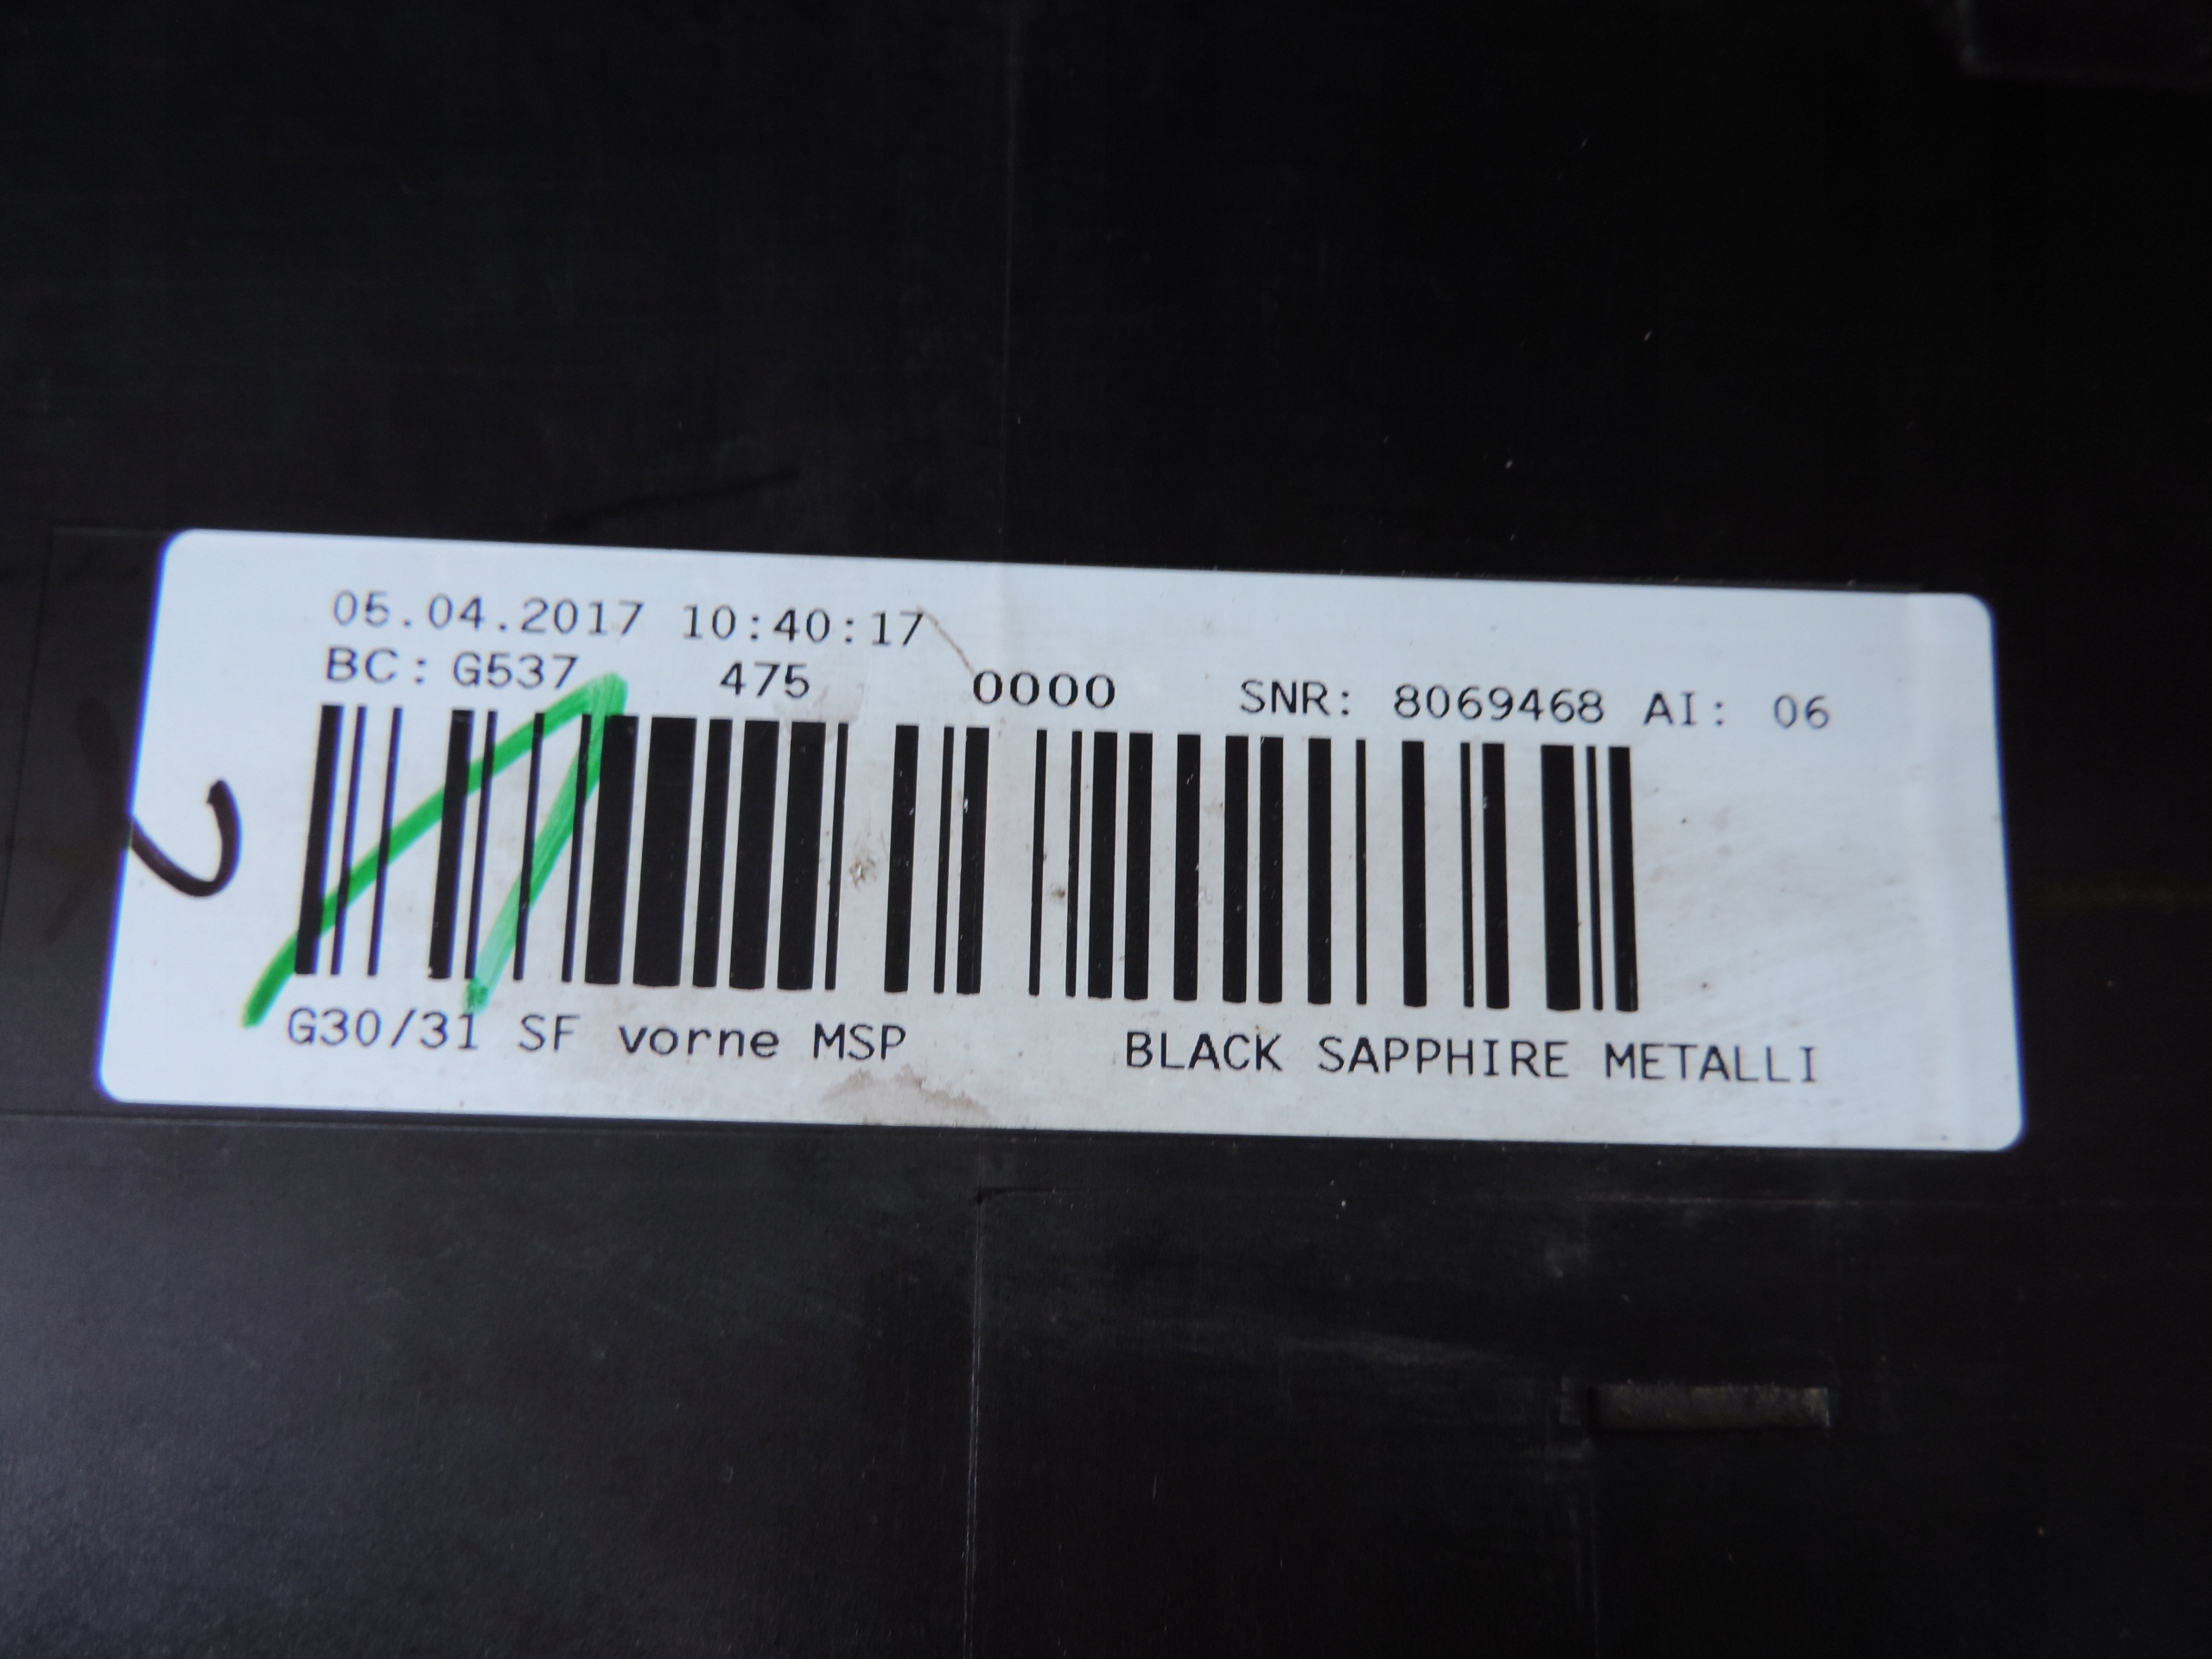 05.04.2017 10:40:17
BC: G537 475 0000 SNR: 8069468 AI: 06
G30/31 SF vorne MSP BLACK SAPPHIRE METALLI